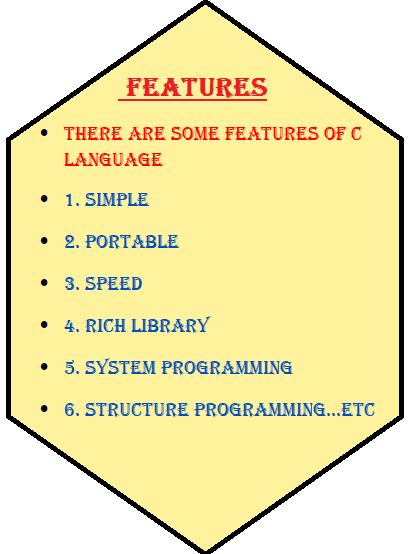 FEATURES
• THERE ARE SOME FEATURES OF C
LANGUAGE
• 1. SIMPLE
• 2. PORTABLE
• 3. SPEED
• 4. RICH LIBRARY
• 5. SYSTEM PROGRAMMING
• 6. STRUCTURE PROGRAMMING...ETC